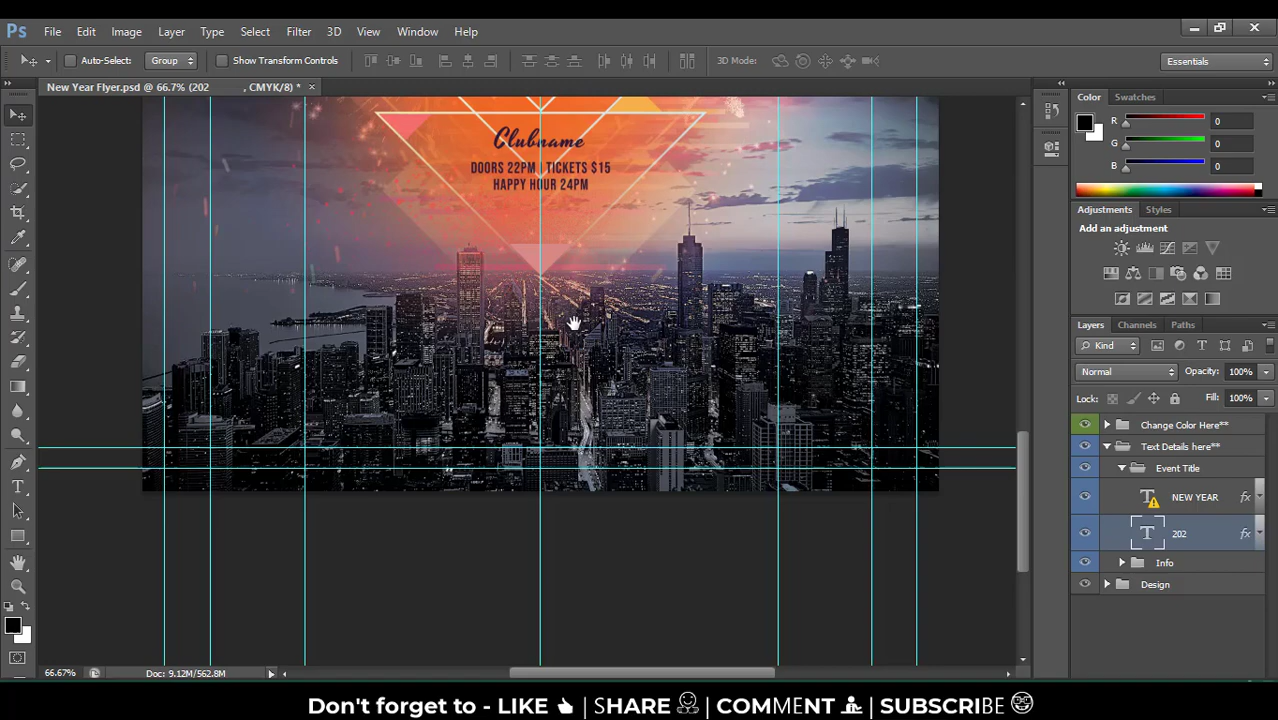 Ps File Edit Image Layer Type Select Filter 3D View Window Help
Auto-Select: Group Show Transform Controls 3D Mode: Essentials
New Year Flyer.psd @ 66.7% (202 , CMYK/8) * ×
Color Swatches
R 0
G 0
B 0
Adjustments Styles
Add an adjustment
Layers Channels Paths
Kind
Normal Opacity: 100%
Lock: Fill: 100%
Change Color Here**
Text Details here**
Event Title
T NEW YEAR fx
T 202 fx
Info
Design
Clubname
DOORS 22PM | TICKETS $15
HAPPY HOUR 24PM
66.67% Doc: 9.12M/562.8M
Don't forget to - LIKE | SHARE | COMMENT | SUBSCRIBE